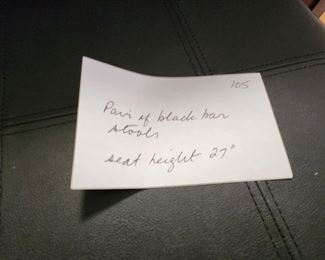 105
Pair of black bar
stools
seat height 27"